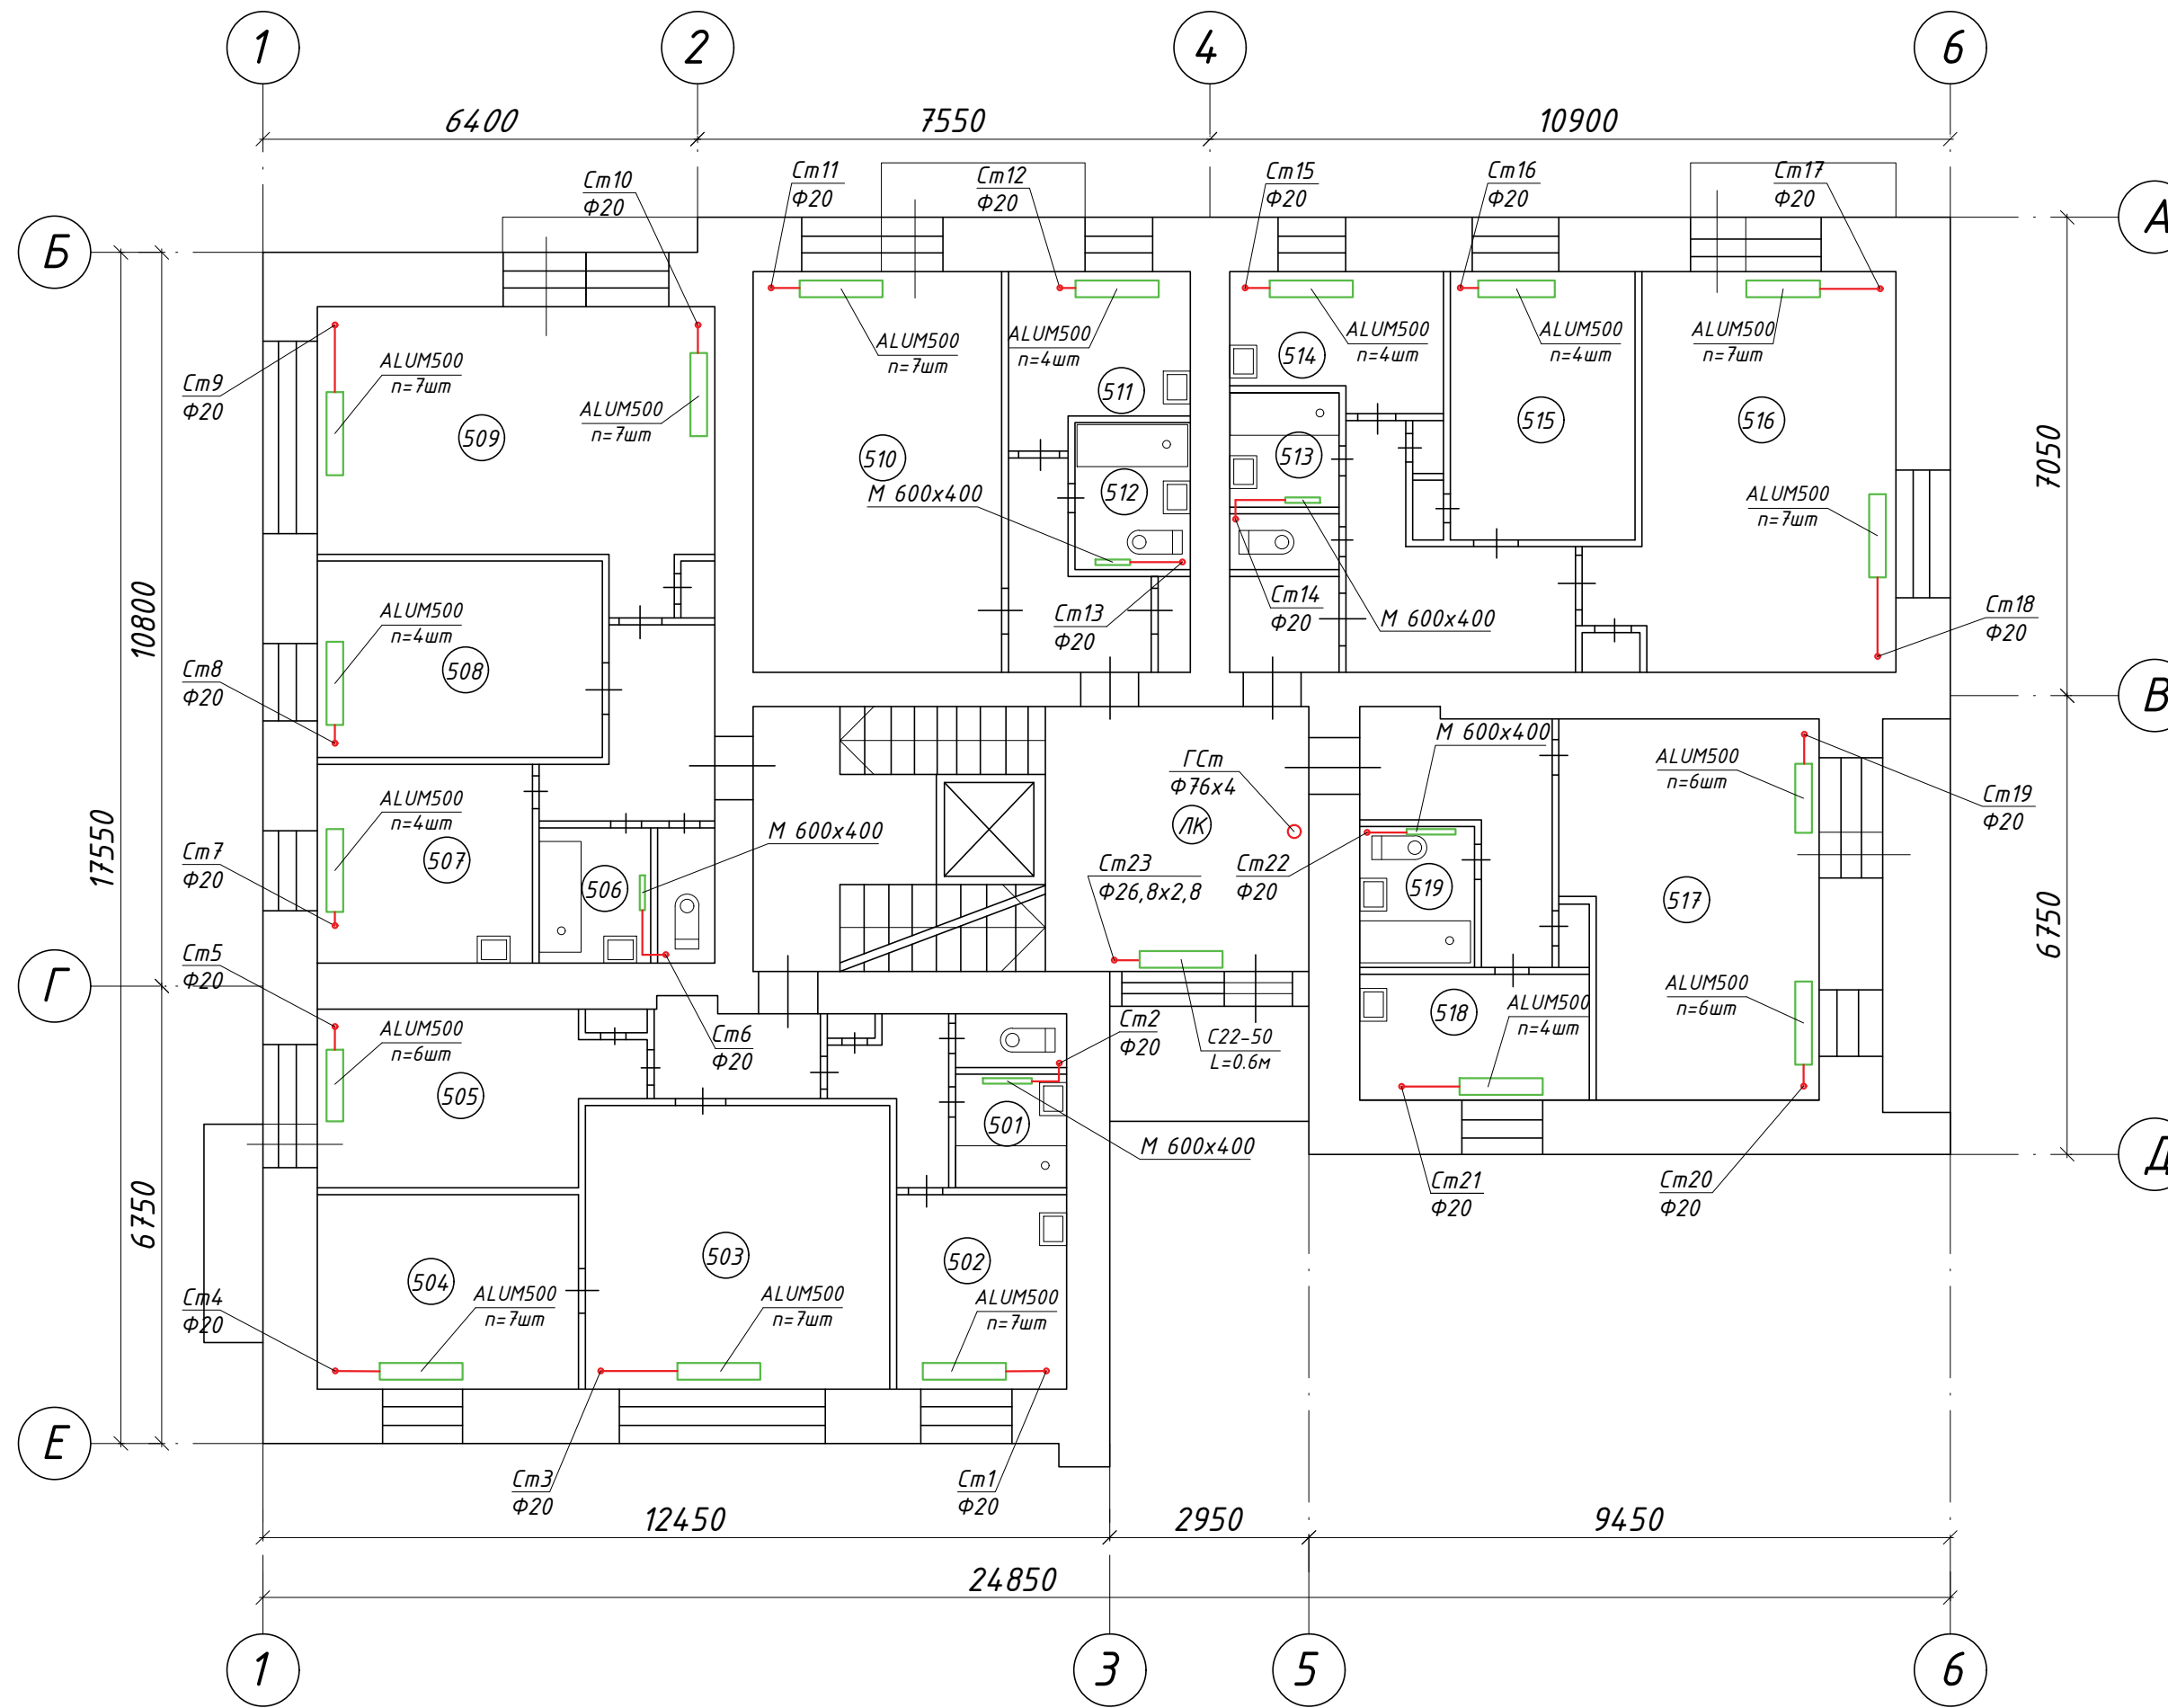 1
2
4
6
6400
7550
10900
Ст10
Ф20
Ст11
Ф20
Ст12
Ф20
Ст15
Ф20
Ст16
Ф20
Ст17
Ф20
Б
А
Ст9
Ф20
ALUM500
n=7шт
ALUM500
n=7шт
509
ALUM500
n=7шт
ALUM500
n=4шт
511
510
512
М 600х400
ALUM500
n=4шт
514
513
ALUM500
n=4шт
515
ALUM500
n=7шт
516
ALUM500
n=7шт
7050
10800
17550
ALUM500
n=4шт
508
Ст8
Ф20
Ст13
Ф20
Ст14
Ф20
М 600х400
Ст18
Ф20
В
М 600х400
ALUM500
n=6шт
ГСт
Ф76х4
ЛК
Ст19
Ф20
ALUM500
n=4шт
507
Ст7
Ф20
М 600х400
506
Ст23
Ф26,8х2,8
Ст22
Ф20
519
517
6750
Ст5
Ф20
Г
ALUM500
n=6шт
505
Ст6
Ф20
Ст2
Ф20
С22-50
L=0.6м
518
ALUM500
n=4шт
ALUM500
n=6шт
501
М 600х400
Д
Ст21
Ф20
Ст20
Ф20
6750
504
503
502
Ст4
Ф20
ALUM500
n=7шт
ALUM500
n=7шт
ALUM500
n=7шт
Е
Ст3
Ф20
Ст1
Ф20
12450
2950
9450
24850
1
3
5
6